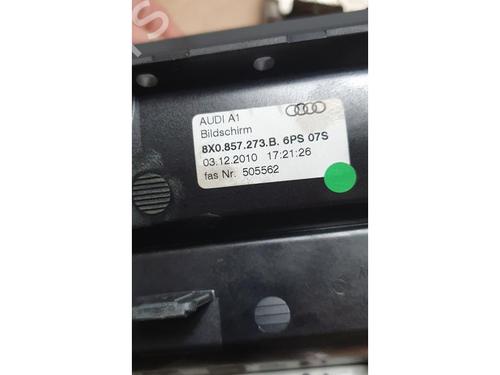 AUDI A1
Bildschirm
8X0.857.273.B. 6PS 07S
03.12.2010 17:21:26
fas Nr. 505562